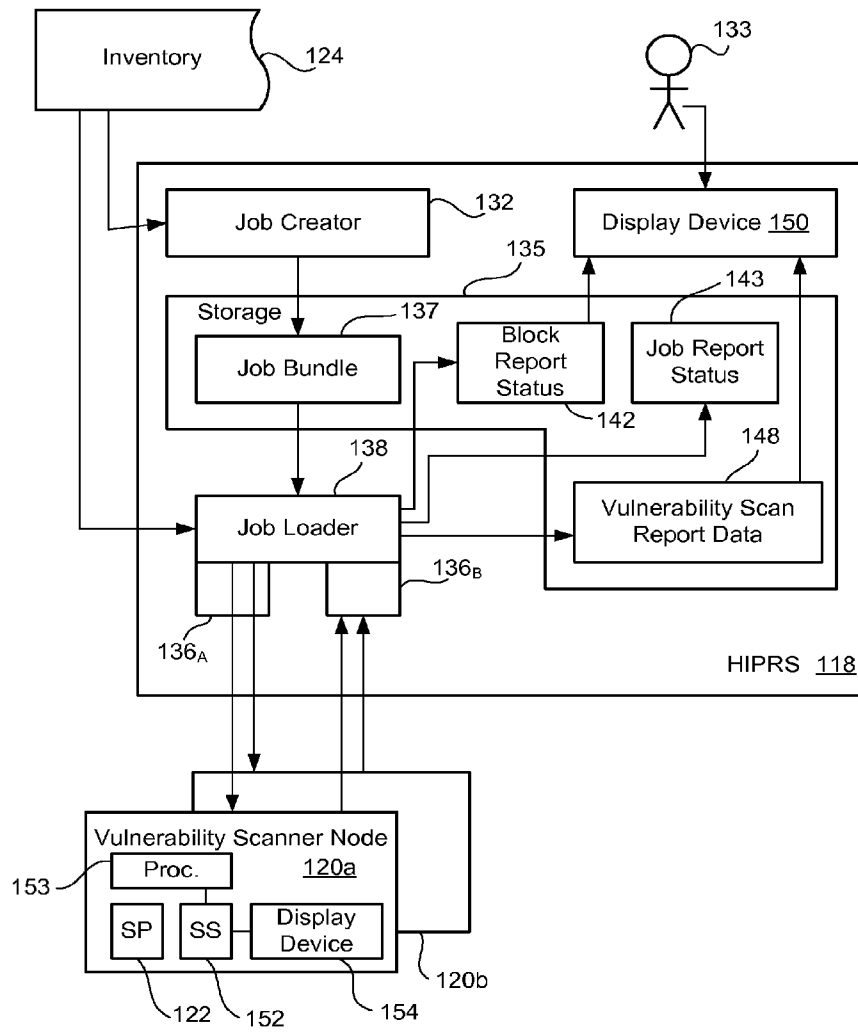 Inventory
124
133
Job Creator
132
Display Device 150
135
Storage
137
143
Job Bundle
Block
Report
Status
Job Report
Status
142
138
148
Job Loader
Vulnerability Scan
Report Data
136A
136B
HIPRS 118
Vulnerability Scanner Node
120a
153
Proc.
SP
SS
Display
Device
122
152
154
120b